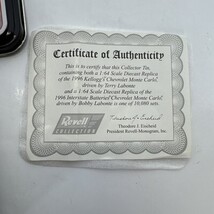 Certificate of Authenticity
This is to certify that this Collector Tin,
containing both a 1:64 Scale Diecast Replica
of the 1996 Kellogg's Chevrolet Monte Carlo,
driven by Terry Labonte
and a 1:64 Scale Diecast Replica of the
1996 Interstate Batteries Chevrolet Monte Carlo,
driven by Bobby Labonte is one of 10,080 sets.
Revell
COLLECTION
Theodore J. Eischeid
President Revell-Monogram, Inc.